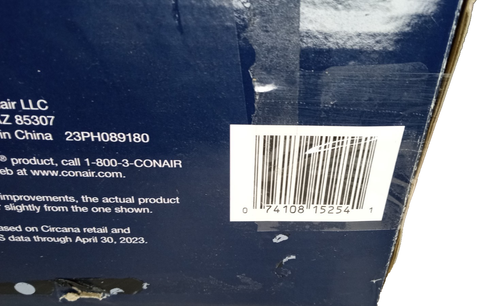 air LLC
AZ 85307
in China 23PH089180
® product, call 1-800-3-CONAIR
eb at www.conair.com.
improvements, the actual product
slightly from the one shown.
ased on Circana retail and
S data through April 30, 2023.
0 74108 15254 1